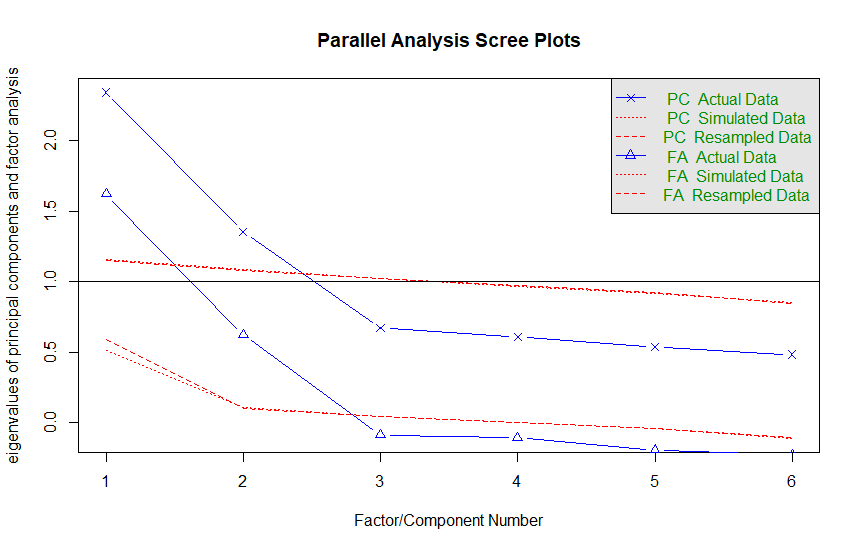 Parallel Analysis Scree Plots
eigenvalues of principal components and factor analysis
2.0
1.5
1.0
0.5
0.0
PC Actual Data
PC Simulated Data
PC Resampled Data
FA Actual Data
FA Simulated Data
FA Resampled Data
1 2 3 4 5 6
Factor/Component Number